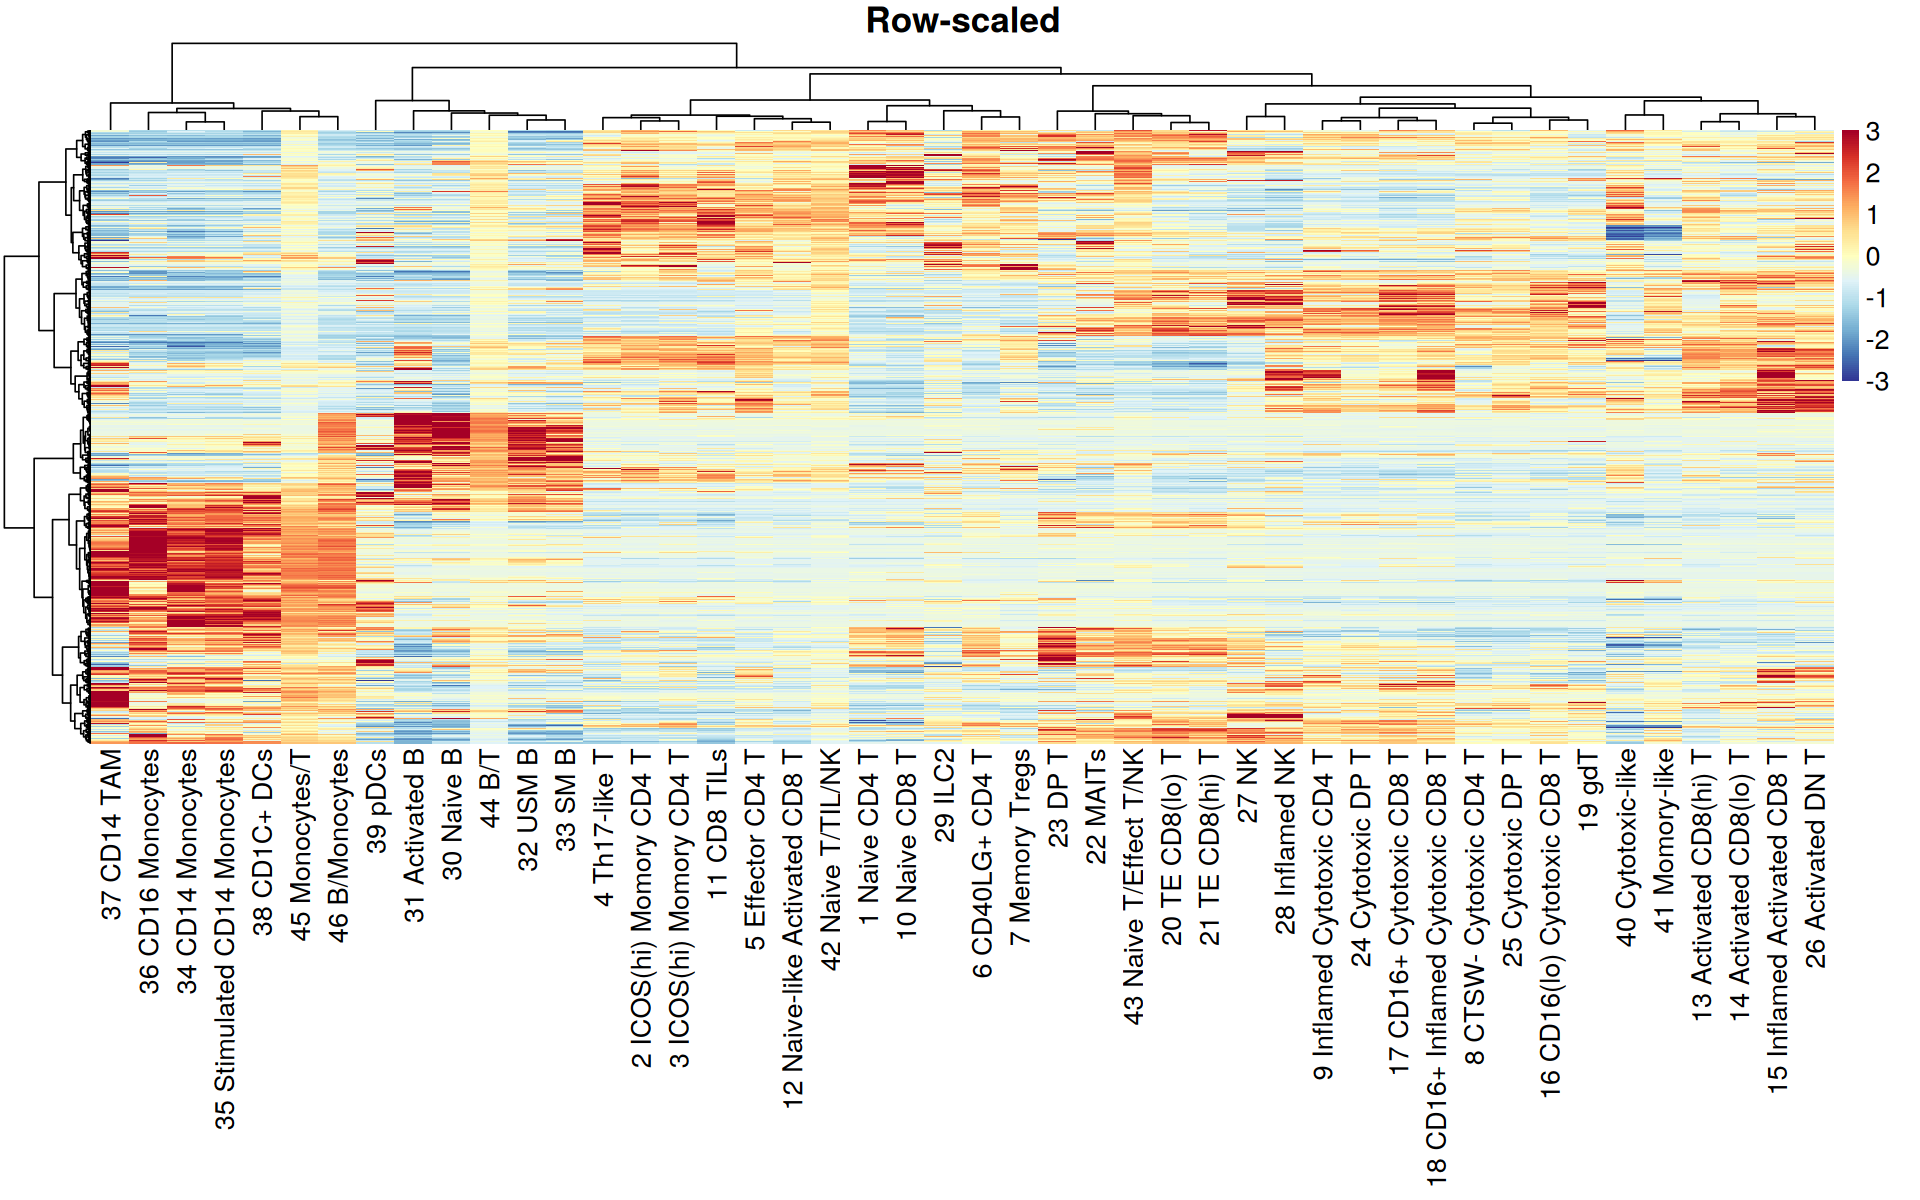 Row-scaled
3
2
1
0
-1
-2
-3
37 CD14 TAM
36 CD16 Monocytes
34 CD14 Monocytes
35 Stimulated CD14 Monocytes
38 CD1C+ DCs
45 Monocytes/T
46 B/Monocytes
39 pDCs
31 Activated B
30 Naive B
44 B/T
32 USM B
33 SM B
4 Th17-like T
2 ICOS(hi) Momory CD4 T
3 ICOS(hi) Momory CD4 T
11 CD8 TILs
5 Effector CD4 T
12 Naive-like Activated CD8 T
42 Naive T/TIL/NK
1 Naive CD4 T
10 Naive CD8 T
29 ILC2
6 CD40LG+ CD4 T
7 Memory Tregs
23 DP T
22 MAITs
43 Naive T/Effect T/NK
20 TE CD8(lo) T
21 TE CD8(hi) T
27 NK
28 Inflamed NK
9 Inflamed Cytotoxic CD4 T
24 Cytotoxic DP T
17 CD16+ Cytotoxic CD8 T
18 CD16+ Inflamed Cytotoxic CD8 T
8 CTSW- Cytotoxic CD4 T
25 Cytotoxic DP T
16 CD16(lo) Cytotoxic CD8 T
19 gdT
40 Cytotoxic-like
41 Momory-like
13 Activated CD8(hi) T
14 Activated CD8(lo) T
15 Inflamed Activated CD8 T
26 Activated DN T